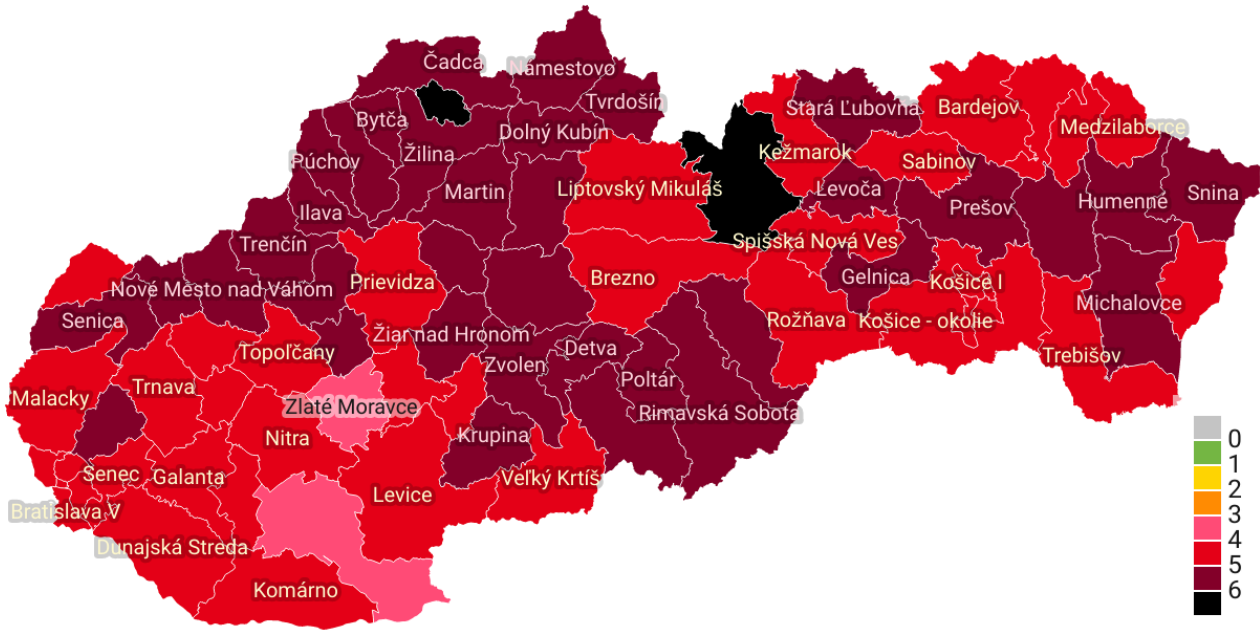 Čadca
Námestovo
Tvrdošín
Stará Ľubovňa
Bardejov
Bytča
Medzilaborce
Dolný Kubín
Žilina
Púchov
Kežmarok
Sabinov
Martin
Liptovský Mikuláš
Levoča
Snina
Humenné
Prešov
Ilava
Trenčín
Spišská Nová Ves
Prievidza
Brezno
Gelnica
Košice I
Nové Mesto nad Váhom
Michalovce
Senica
Žiar nad Hronom
Rožňava
Košice - okolie
Topoľčany
Detva
Trebišov
Zvolen
Poltár
Trnava
Malacky
Zlaté Moravce
Rimavská Sobota
Nitra
Krupina
Senec
Galanta
Veľký Krtíš
Levice
Bratislava V
Dunajská Streda
Komárno
0
1
2
3
4
5
6